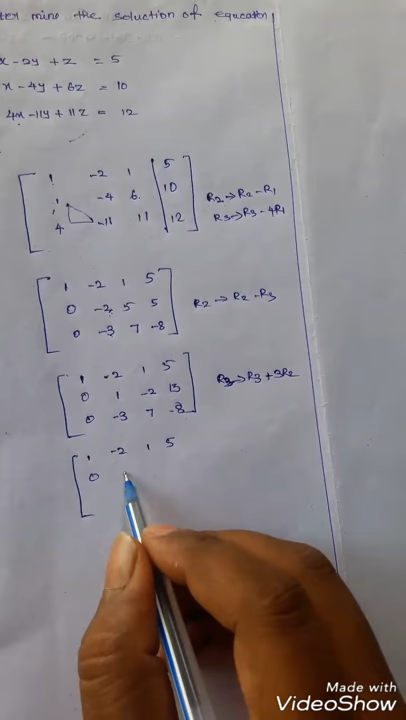 ter mine the soluction of equcation
x - 2y + z = 5
x - 4y + 6z = 10
4x - 11y + 11z = 12
1 -2 1 5
1 -4 6 10 R2 → R2 - R1
4 -11 11 12 R3 → R3 - 4R1
1 -2 1 5
0 -2 5 5 R2 → R2 - R3
0 -3 7 -8
1 -2 1 5 R3 → R3 + 3R2
0 1 -2 13
0 -3 7 -8
1 -2 1 5
0
Made with
VideoShow